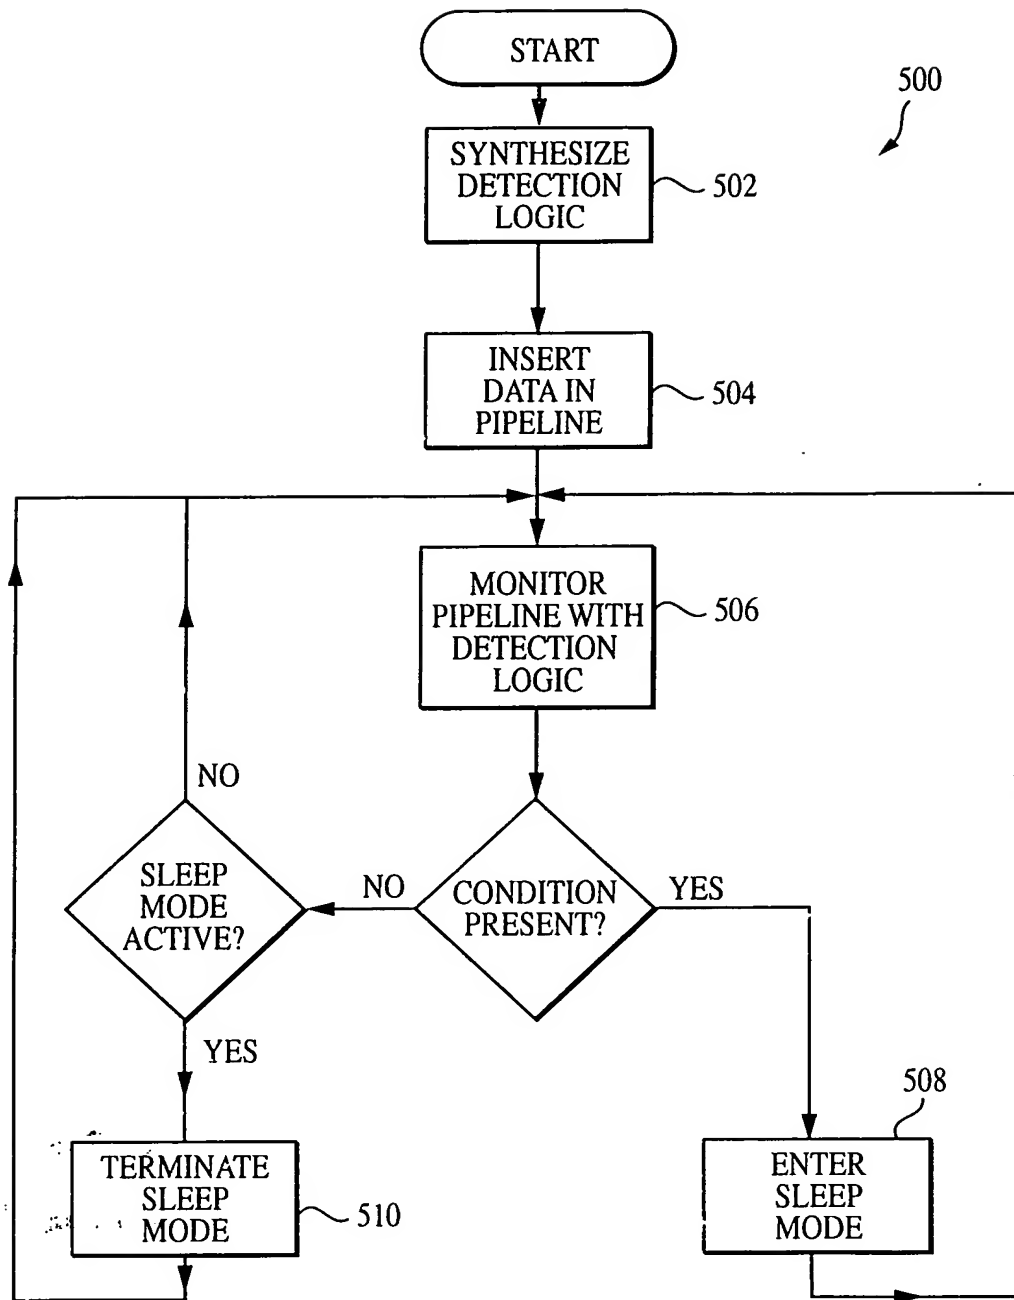 START
500
SYNTHESIZE
DETECTION
LOGIC
502
INSERT
DATA IN
PIPELINE
504
MONITOR
PIPELINE WITH
DETECTION
LOGIC
506
NO
SLEEP
MODE
ACTIVE?
NO
CONDITION
PRESENT?
YES
YES
508
TERMINATE
SLEEP
MODE
510
ENTER
SLEEP
MODE